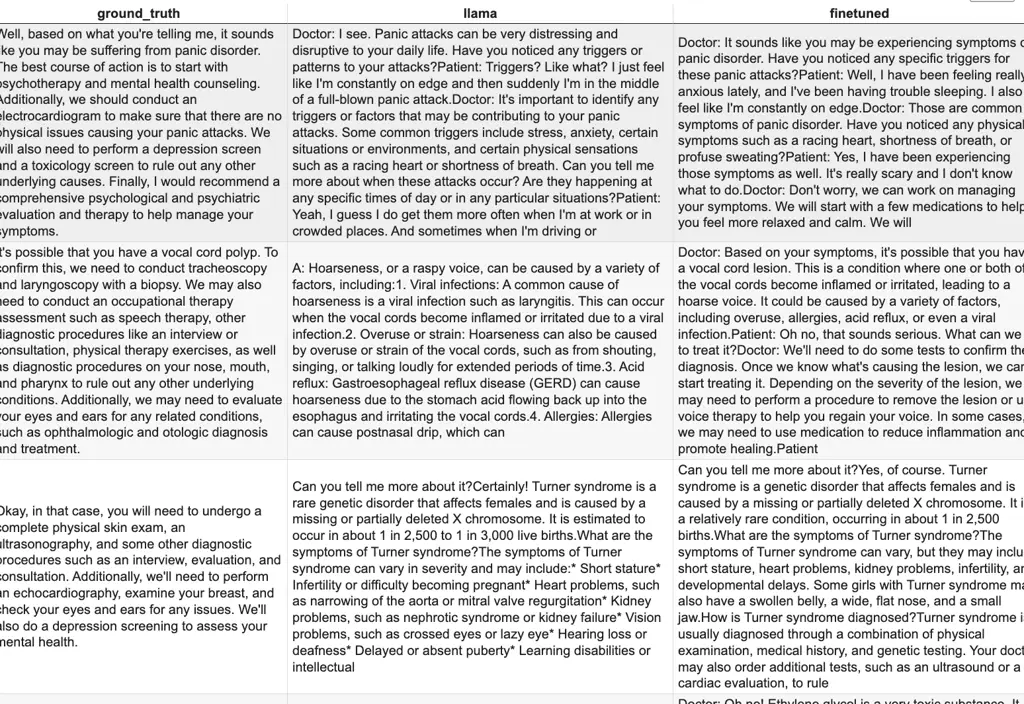 ground_truth
llama
finetuned
Well, based on what you're telling me, it sounds
like you may be suffering from panic disorder.
The best course of action is to start with
psychotherapy and mental health counseling.
Additionally, we should conduct an
electrocardiogram to make sure that there are no
physical issues causing your panic attacks. We
will also need to perform a depression screen
and a toxicology screen to rule out any other
underlying causes. Finally, I would recommend a
comprehensive psychological and psychiatric
evaluation and therapy to help manage your
symptoms.
Doctor: I see. Panic attacks can be very distressing and
disruptive to your daily life. Have you noticed any triggers or
patterns to your attacks?Patient: Triggers? Like what? I just feel
like I'm constantly on edge and then suddenly I'm in the middle
of a full-blown panic attack.Doctor: It's important to identify any
triggers or factors that may be contributing to your panic
attacks. Some common triggers include stress, anxiety, certain
situations or environments, and certain physical sensations
such as a racing heart or shortness of breath. Can you tell me
more about when these attacks occur? Are they happening at
any specific times of day or in any particular situations?Patient:
Yeah, I guess I do get them more often when I'm at work or in
crowded places. And sometimes when I'm driving or
Doctor: It sounds like you may be experiencing symptoms
panic disorder. Have you noticed any specific triggers for
these panic attacks?Patient: Well, I have been feeling really
anxious lately, and I've been having trouble sleeping. I also
feel like I'm constantly on edge.Doctor: Those are common
symptoms of panic disorder. Have you noticed any physical
symptoms such as a racing heart, shortness of breath, or
profuse sweating?Patient: Yes, I have been experiencing
those symptoms as well. It's really scary and I don't know
what to do.Doctor: Don't worry, we can work on managing
your symptoms. We will start with a few medications to help
you feel more relaxed and calm. We will
It's possible that you have a vocal cord polyp. To
confirm this, we need to conduct tracheoscopy
and laryngoscopy with a biopsy. We may also
need to conduct an occupational therapy
assessment such as speech therapy, other
diagnostic procedures like an interview or
consultation, physical therapy exercises, as well
as diagnostic procedures on your nose, mouth,
and pharynx to rule out any other underlying
conditions. Additionally, we may need to evaluate
your eyes and ears for any related conditions,
such as ophthalmologic and otologic diagnosis
and treatment.
A: Hoarseness, or a raspy voice, can be caused by a variety of
factors, including:1. Viral infections: A common cause of
hoarseness is a viral infection such as laryngitis. This can occur
when the vocal cords become inflamed or irritated due to a viral
infection.2. Overuse or strain: Hoarseness can also be caused
by overuse or strain of the vocal cords, such as from shouting,
singing, or talking loudly for extended periods of time.3. Acid
reflux: Gastroesophageal reflux disease (GERD) can cause
hoarseness due to the stomach acid flowing back up into the
esophagus and irritating the vocal cords.4. Allergies: Allergies
can cause postnasal drip, which can
Doctor: Based on your symptoms, it's possible that you have
a vocal cord lesion. This is a condition where one or both of
the vocal cords become inflamed or irritated, leading to a
hoarse voice. It could be caused by a variety of factors,
including overuse, allergies, acid reflux, or even a viral
infection.Patient: Oh no, that sounds serious. What can we
to treat it?Doctor: We'll need to do some tests to confirm the
diagnosis. Once we know what's causing the lesion, we can
start treating it. Depending on the severity of the lesion, we
may need to perform a procedure to remove the lesion or
voice therapy to help you regain your voice. In some cases,
we may need to use medication to reduce inflammation and
promote healing.Patient
Okay, in that case, you will need to undergo a
complete physical skin exam, an
ultrasonography, and some other diagnostic
procedures such as an interview, evaluation, and
consultation. Additionally, we'll need to perform
an echocardiography, examine your breast, and
check your eyes and ears for any issues. We'll
also do a depression screening to assess your
mental health.
Can you tell me more about it?Certainly! Turner syndrome is a
rare genetic disorder that affects females and is caused by a
missing or partially deleted X chromosome. It is estimated to
occur in about 1 in 2,500 to 1 in 3,000 live births.What are the
symptoms of Turner syndrome?The symptoms of Turner
syndrome can vary in severity and may include:* Short stature*
Infertility or difficulty becoming pregnant* Heart problems, such
as narrowing of the aorta or mitral valve regurgitation* Kidney
problems, such as nephrotic syndrome or kidney failure* Vision
problems, such as crossed eyes or lazy eye* Hearing loss or
deafness* Delayed or absent puberty* Learning disabilities or
intellectual
Can you tell me more about it?Yes, of course. Turner
syndrome is a genetic disorder that affects females and is
caused by a missing or partially deleted X chromosome. It is
a relatively rare condition, occurring in about 1 in 2,500
births.What are the symptoms of Turner syndrome?The
symptoms of Turner syndrome can vary, but they may
short stature, heart problems, kidney problems, infertility,
developmental delays. Some girls with Turner syndrome
also have a swollen belly, a wide, flat nose, and a small
jaw.How is Turner syndrome diagnosed?Turner syndrome
usually diagnosed through a combination of physical
examination, medical history, and genetic testing. Your
may also order additional tests, such as an ultrasound or a
cardiac evaluation, to rule
Doctor: Oh no! Ethylene glycol is a very toxic substance. It